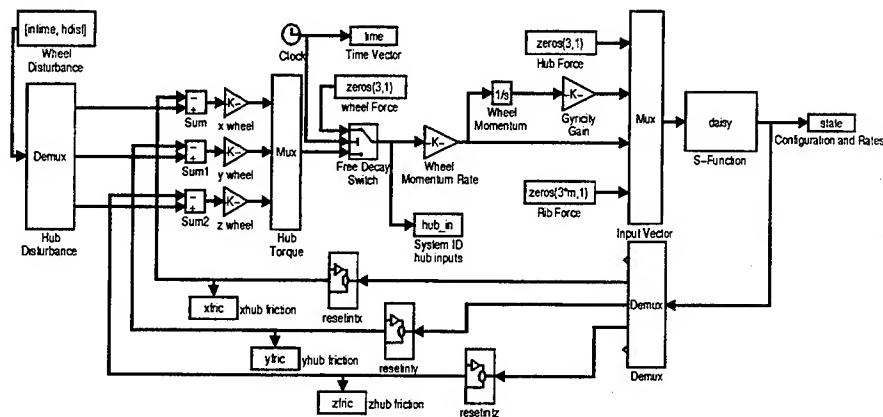 [intime, hdist]
Wheel
Disturbance
Demux
Hub
Disturbance
Sum
Sum1
Sum2
-K-
x wheel
-K-
y wheel
-K-
z wheel
Mux
Hub
Torque
Clock
time
Time Vector
zeros(3,1)
wheel Force
Free Decay
Switch
-K-
Wheel
Momentum Rate
hub_in
System ID
hub inputs
1/s
Wheel
Momentum
-K-
Gyricity
Gain
zeros(3,1)
Hub Force
zeros(3*m,1)
Rib Force
Mux
Input Vector
daisy
S-Function
state
Configuration and Rates
Demux
Demux
resetintx
resetinty
resetintz
xfric
xhub friction
yfric
yhub friction
zfric
zhub friction